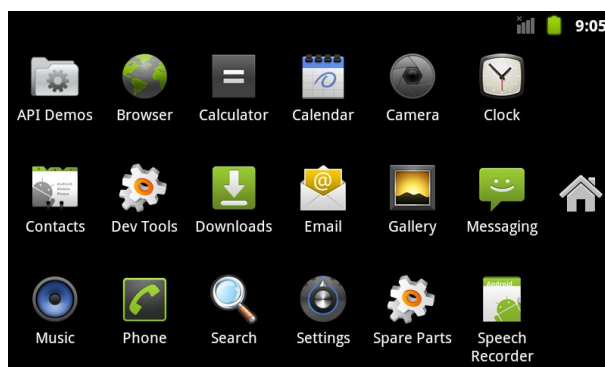 9:05
API Demos Browser Calculator Calendar Camera Clock
Contacts Dev Tools Downloads Email Gallery Messaging
Music Phone Search Settings Spare Parts Speech
Recorder